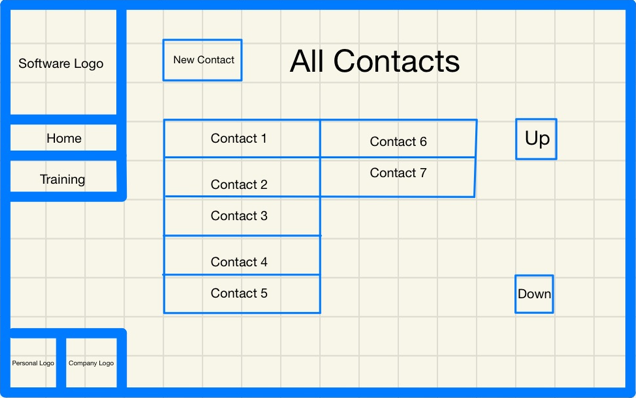 Software Logo
New Contact
All Contacts
Home
Training
Contact 1
Contact 2
Contact 3
Contact 4
Contact 5
Contact 6
Contact 7
Up
Down
Personal Logo
Company Logo